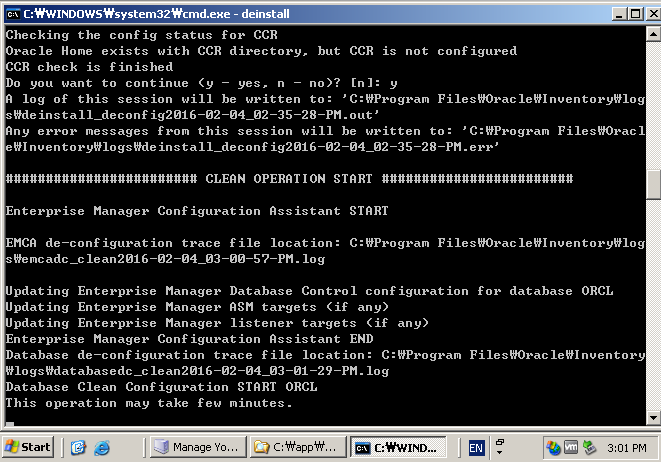 C:₩WINDOWS₩system32₩cmd.exe - deinstall
Checking the config status for CCR
Oracle Home exists with CCR directory, but CCR is not configured
CCR check is finished
Do you want to continue (y - yes, n - no)? [n]: y
A log of this session will be written to: 'C:₩Program Files₩Oracle₩Inventory₩log
s₩deinstall_deconfig2016-02-04_02-35-28-PM.out'
Any error messages from this session will be written to: 'C:₩Program Files₩Oracl
e₩Inventory₩logs₩deinstall_deconfig2016-02-04_02-35-28-PM.err'
######################## CLEAN OPERATION START ########################
Enterprise Manager Configuration Assistant START
EMCA de-configuration trace file location: C:₩Program Files₩Oracle₩Inventory₩log
s₩emcadc_clean2016-02-04_03-00-57-PM.log
Updating Enterprise Manager Database Control configuration for database ORCL
Updating Enterprise Manager ASM targets (if any)
Updating Enterprise Manager listener targets (if any)
Enterprise Manager Configuration Assistant END
Database de-configuration trace file location: C:₩Program Files₩Oracle₩Inventory
₩logs₩databasedc_clean2016-02-04_03-01-29-PM.log
Database Clean Configuration START ORCL
This operation may take few minutes.
Start Manage Yo... C:₩app₩... C:₩WIND... EN vm 3:01 PM